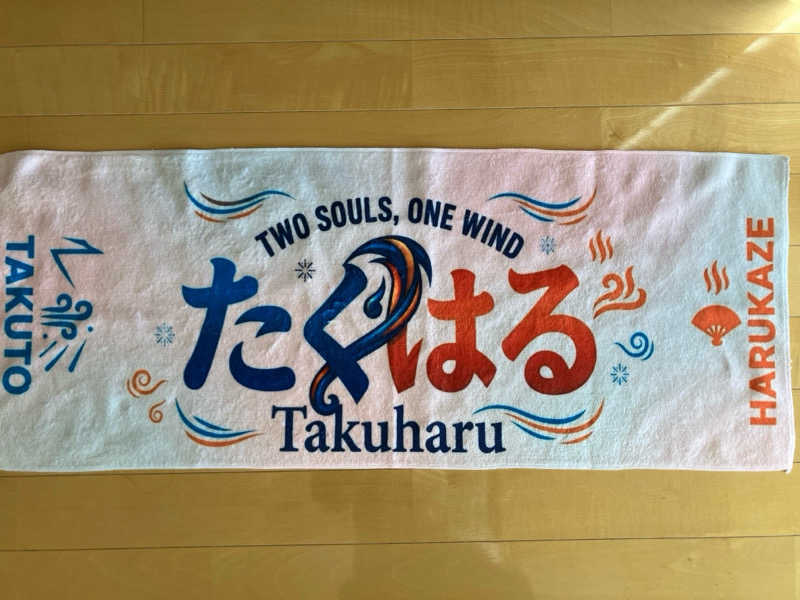 TWO SOULS, ONE WIND
たくはる
Takuharu
TAKUTO
HARUKAZE